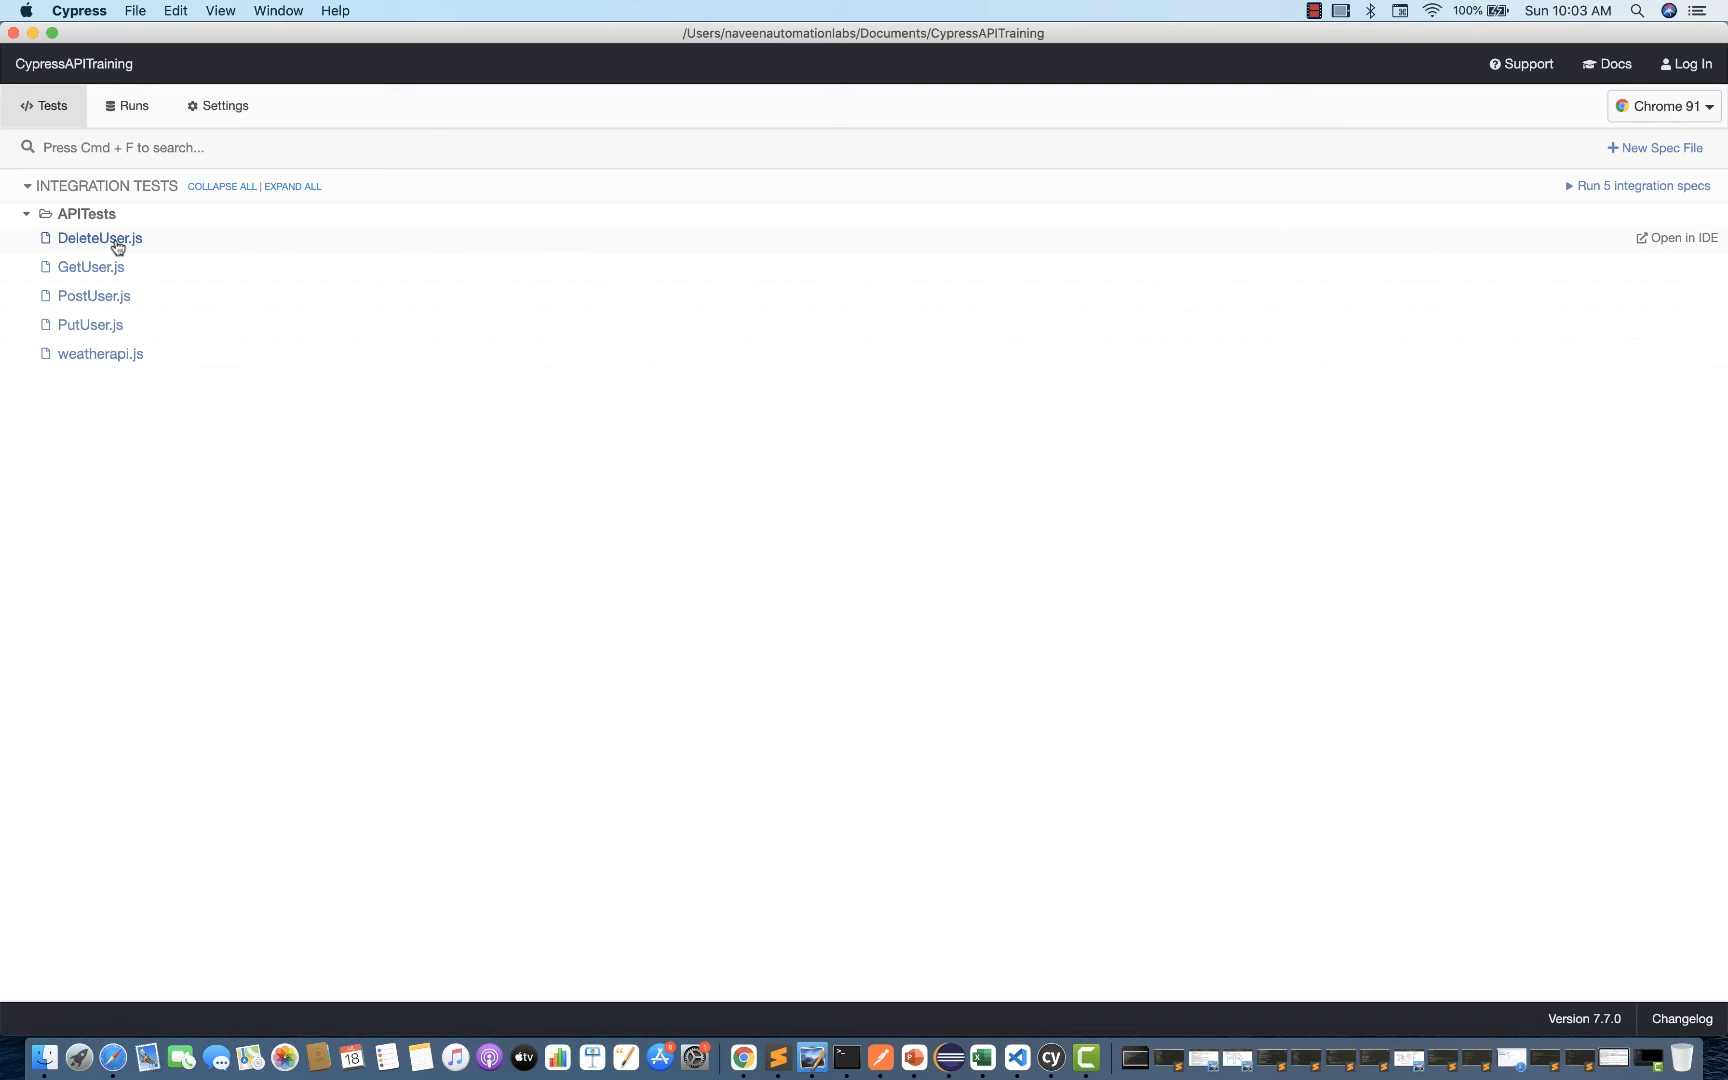 Cypress File Edit View Window Help 100% Sun 10:03 AM
/Users/naveenautomationlabs/Documents/CypressAPITraining
CypressAPITraining Support Docs Log In
</> Tests Runs Settings Chrome 91
Press Cmd + F to search... + New Spec File
INTEGRATION TESTS COLLAPSE ALL | EXPAND ALL Run 5 integration specs
APITests
DeleteUser.js Open in IDE
GetUser.js
PostUser.js
PutUser.js
weatherapi.js
Version 7.7.0 Changelog
18 tv cy